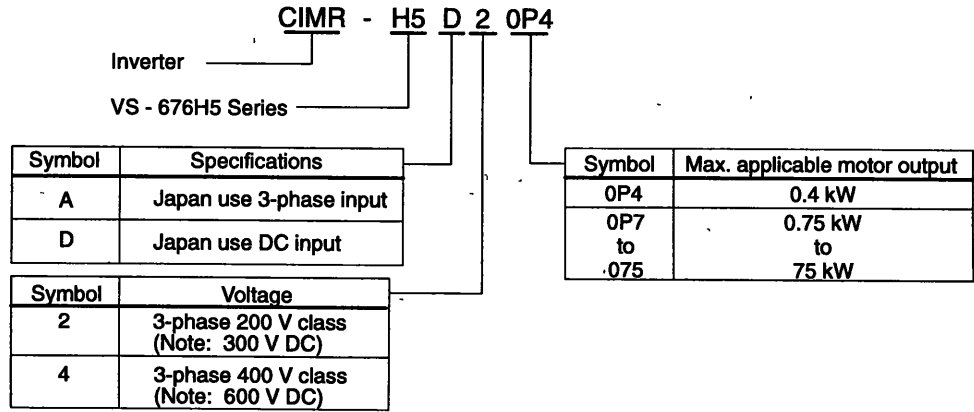 CIMR - H5 D 2 0P4
Inverter
VS - 676H5 Series
Symbol Specifications
A Japan use 3-phase input
D Japan use DC input
Symbol Voltage
2 3-phase 200 V class
(Note: 300 V DC)
4 3-phase 400 V class
(Note: 600 V DC)
Symbol Max. applicable motor output
0P4 0.4 kW
0P7 0.75 kW
to to
075 75 kW